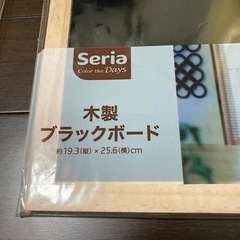 Seria
Color the Days
木製
ブラックボード
約19.3(縦)×25.6(横)cm